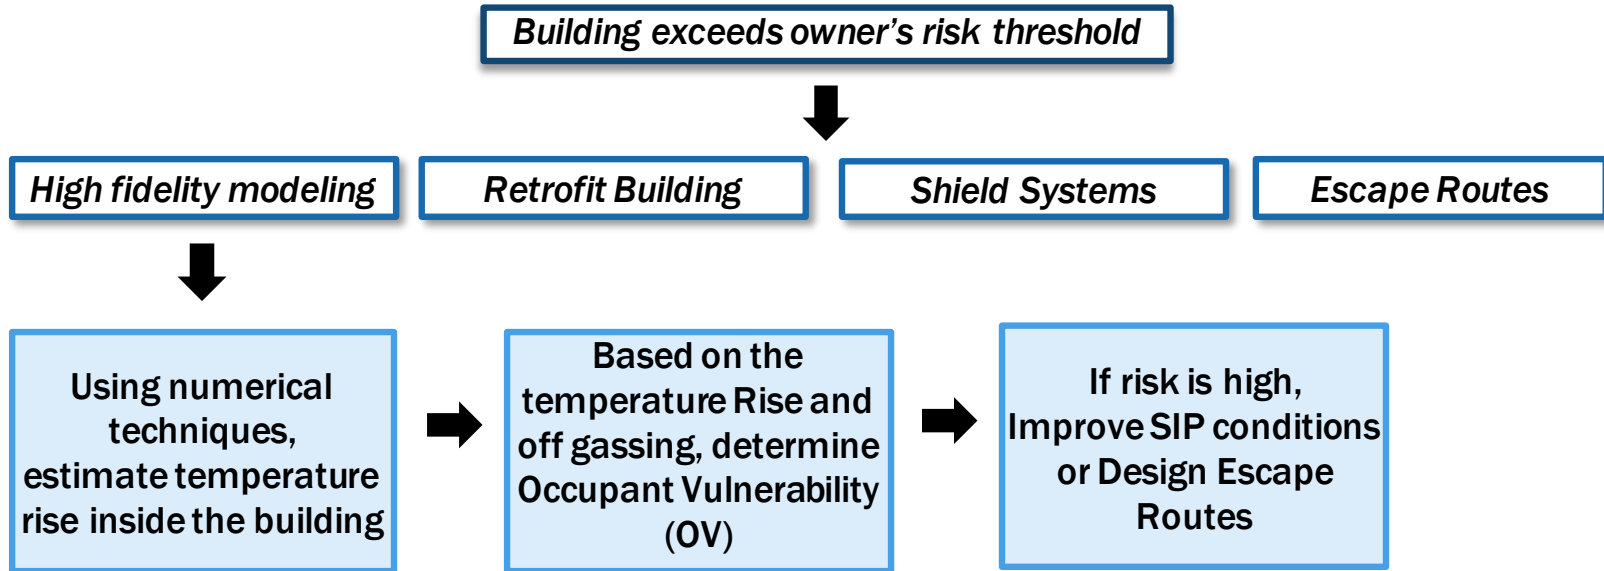 Building exceeds owner's risk threshold
High fidelity modeling
Retrofit Building
Shield Systems
Escape Routes
Using numerical
techniques,
estimate temperature
rise inside the building
Based on the
temperature Rise and
off gassing, determine
Occupant Vulnerability
(OV)
If risk is high,
Improve SIP conditions
or Design Escape
Routes